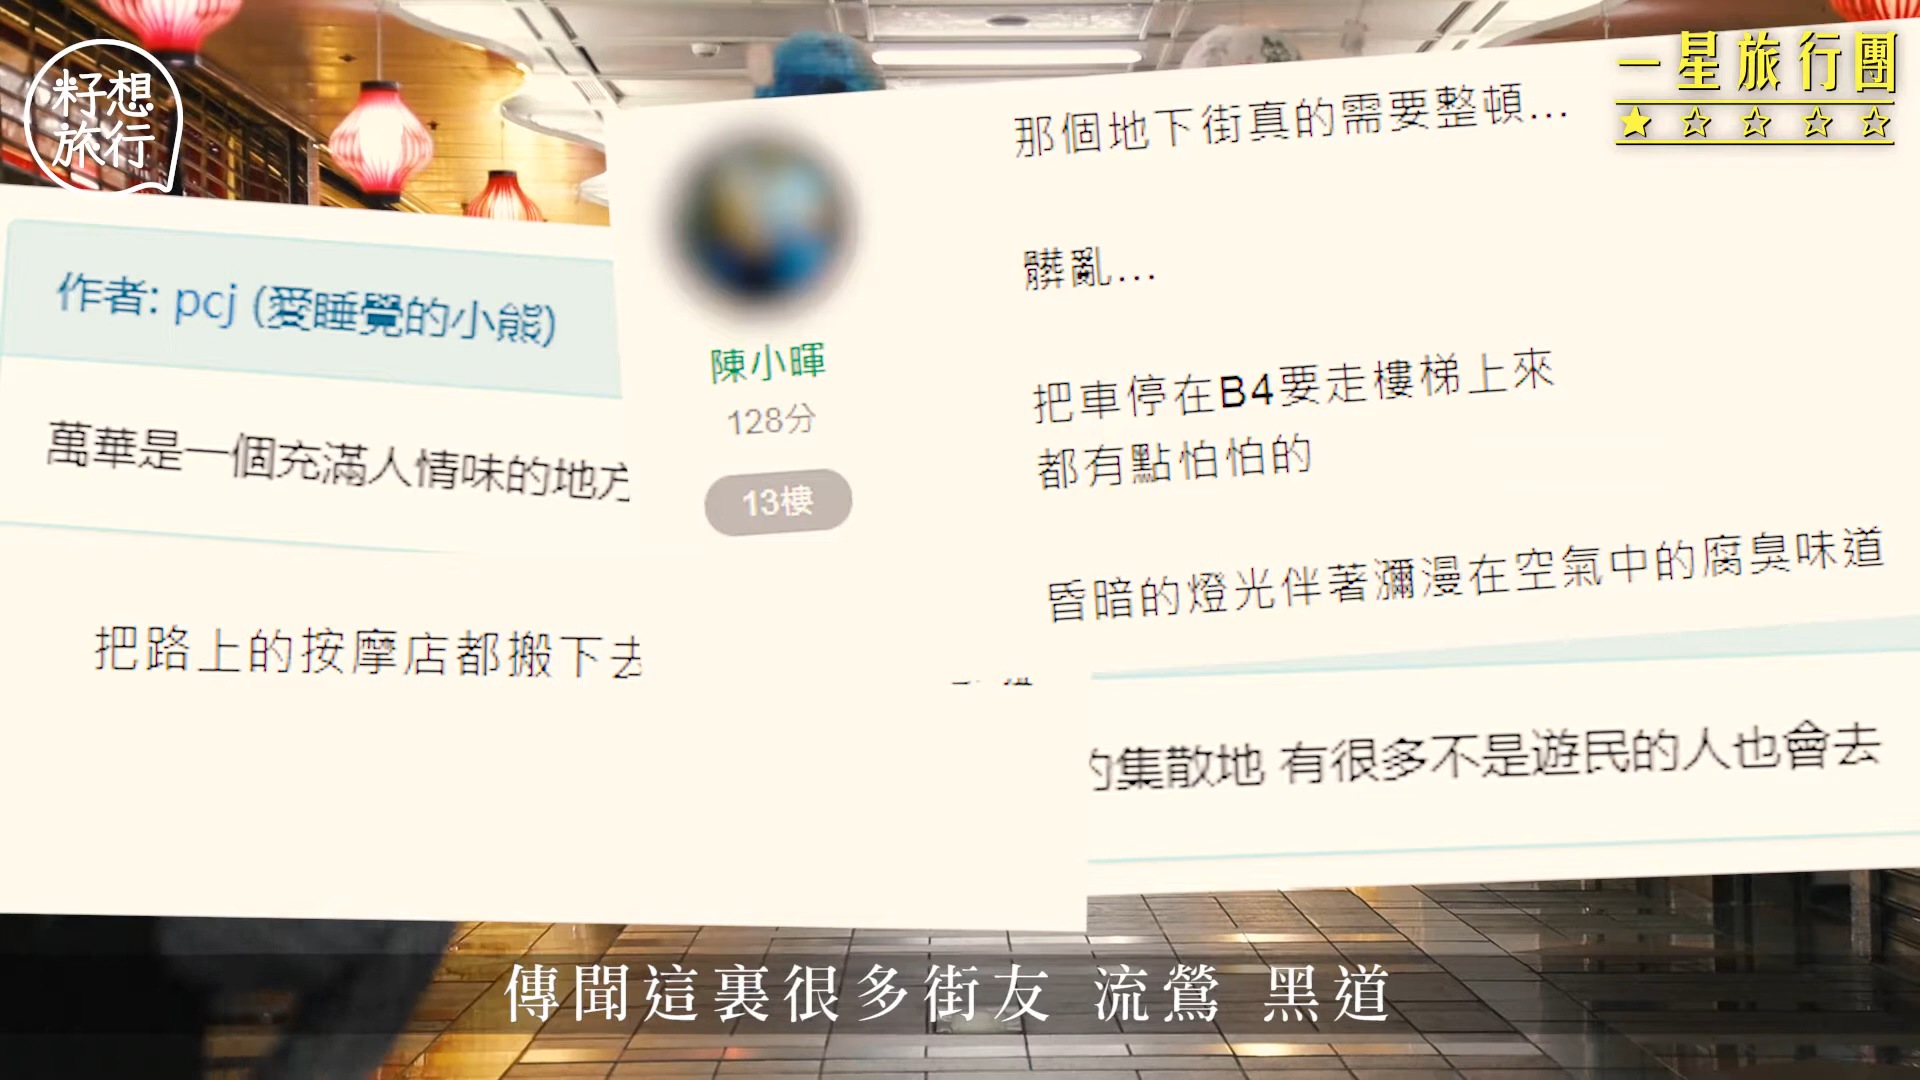 籽想
旅行
一星旅行團
作者: pcj (愛睡覺的小熊)
萬華是一個充滿人情味的地方
把路上的按摩店都搬下去
陳小暉
128分
13樓
那個地下街真的需要整頓...
髒亂...
把車停在B4要走樓梯上來
都有點怕怕的
昏暗的燈光伴著瀰漫在空氣中的腐臭味道
的集散地 有很多不是遊民的人也會去
傳聞這裏很多街友 流鶯 黑道